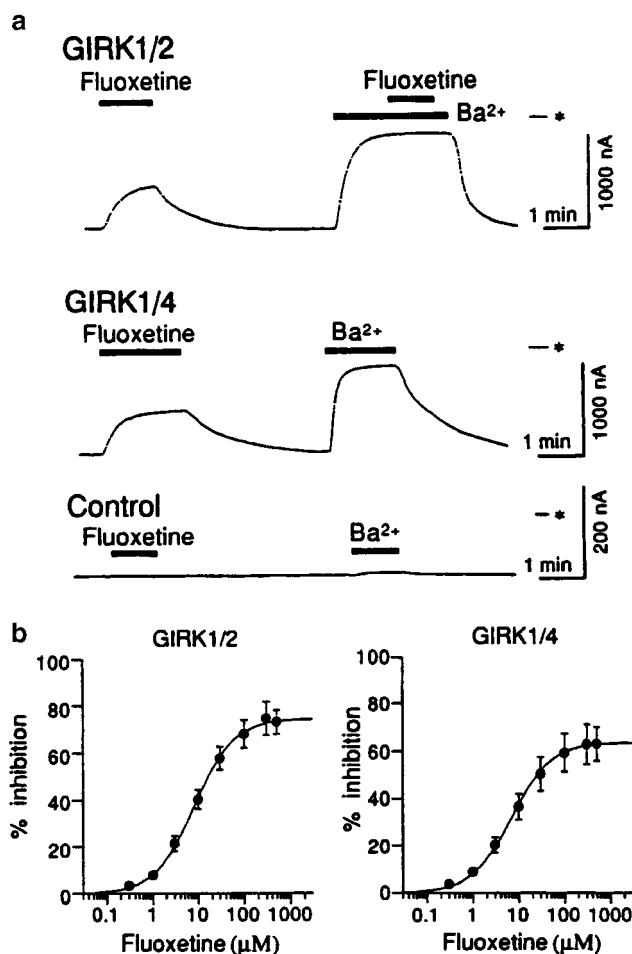 a
GIRK1/2
Fluoxetine
Fluoxetine
Ba2+
*
1 min
1000 nA
GIRK1/4
Fluoxetine
Ba2+
*
1 min
1000 nA
Control
Fluoxetine
Ba2+
*
1 min
200 nA
b
GIRK1/2
% inhibition
100
80
60
40
20
0
0.1 1 10 100 1000
Fluoxetine (μM)
GIRK1/4
% inhibition
100
80
60
40
20
0
0.1 1 10 100 1000
Fluoxetine (μM)